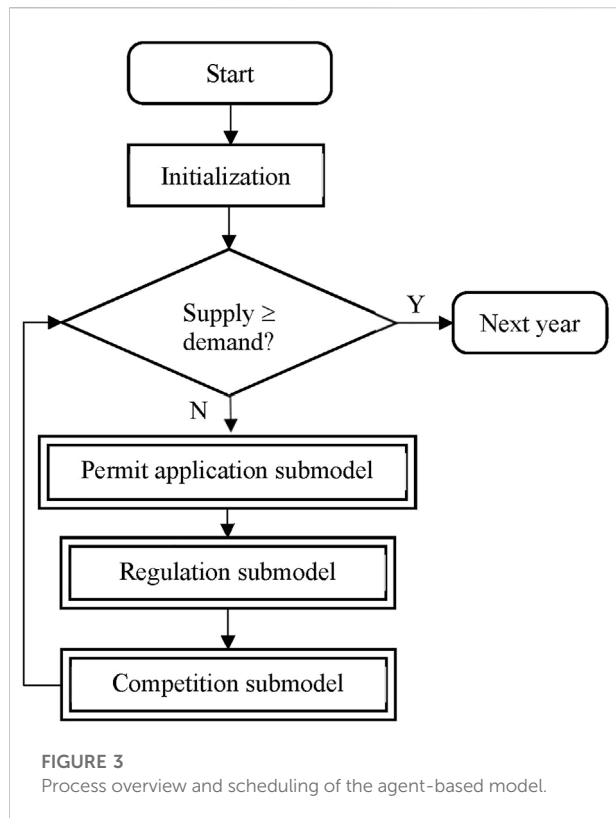 Start
Initialization
Supply ≥
demand?
Y
Next year
N
Permit application submodel
Regulation submodel
Competition submodel
FIGURE 3
Process overview and scheduling of the agent-based model.